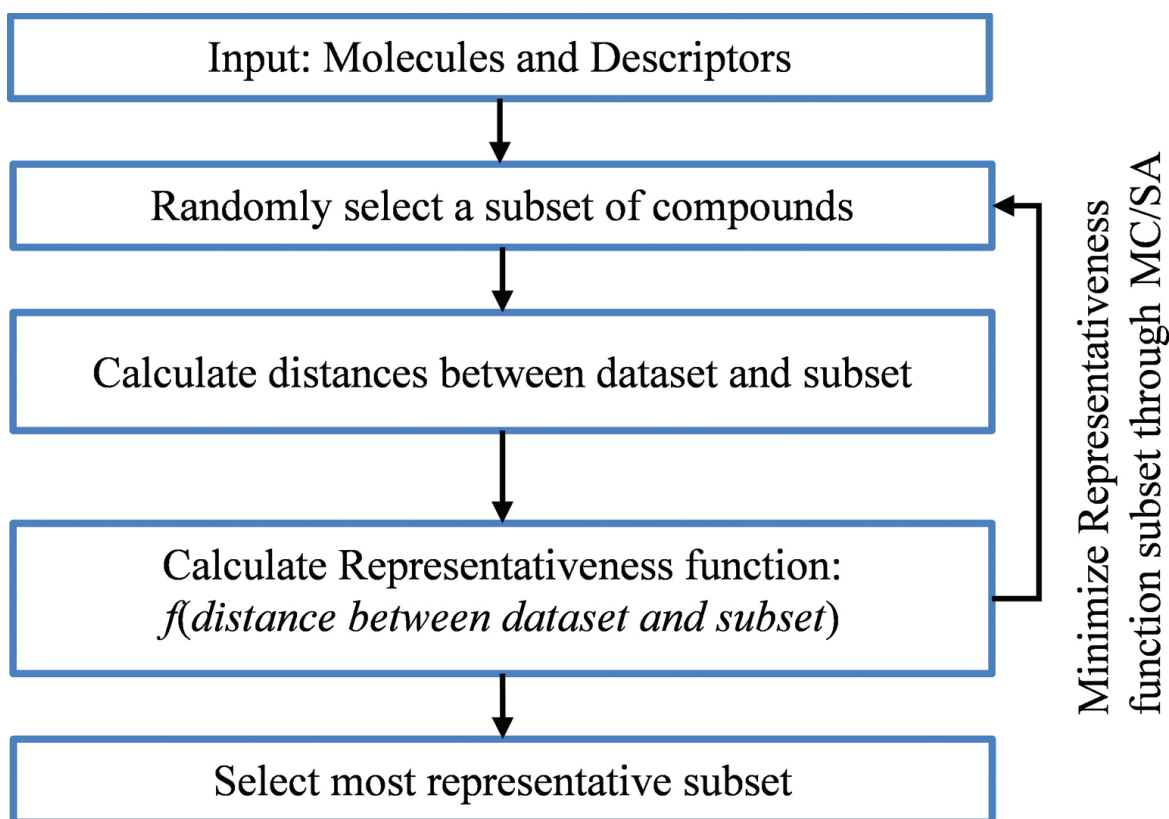 Input: Molecules and Descriptors
Randomly select a subset of compounds
Calculate distances between dataset and subset
Calculate Representativeness function:
f(distance between dataset and subset)
Select most representative subset
Minimize Representativeness
function subset through MC/SA